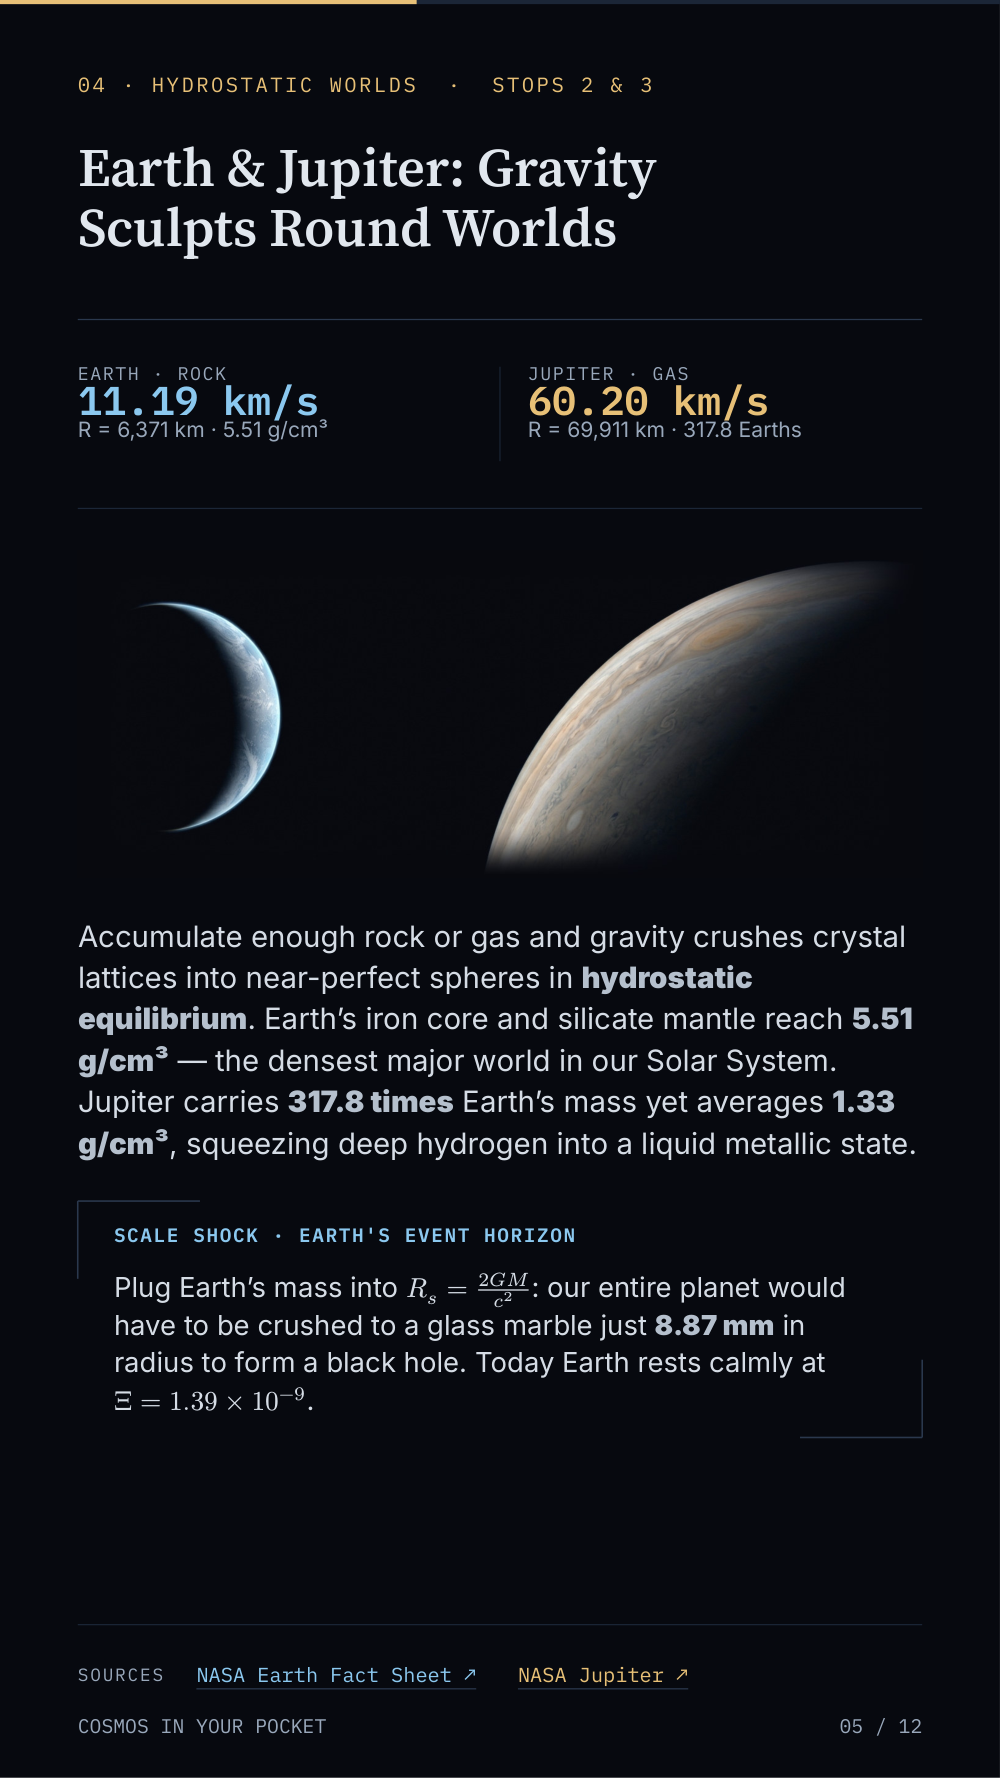 04 · HYDROSTATIC WORLDS · STOPS 2 & 3
Earth & Jupiter: Gravity
Sculpts Round Worlds
EARTH · ROCK
11.19 km/s
R = 6,371 km · 5.51 g/cm³
JUPITER · GAS
60.20 km/s
R = 69,911 km · 317.8 Earths
Accumulate enough rock or gas and gravity crushes crystal
lattices into near-perfect spheres in hydrostatic
equilibrium. Earth’s iron core and silicate mantle reach 5.51
g/cm³ — the densest major world in our Solar System.
Jupiter carries 317.8 times Earth’s mass yet averages 1.33
g/cm³, squeezing deep hydrogen into a liquid metallic state.
SCALE SHOCK · EARTH'S EVENT HORIZON
Plug Earth’s mass into $R_s = \frac{2GM}{c^2}$: our entire planet would
have to be crushed to a glass marble just 8.87 mm in
radius to form a black hole. Today Earth rests calmly at
$\Xi = 1.39 \times 10^{-9}$.
SOURCES NASA Earth Fact Sheet ↗ NASA Jupiter ↗
COSMOS IN YOUR POCKET 05 / 12